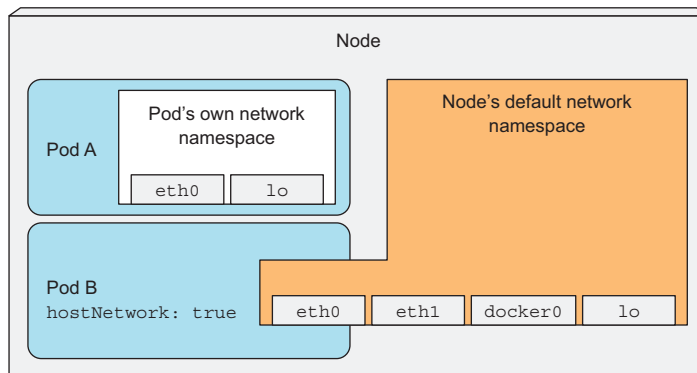 Node
Pod A
Pod's own network
namespace
eth0
lo
Node's default network
namespace
Pod B
hostNetwork: true
eth0
eth1
docker0
lo